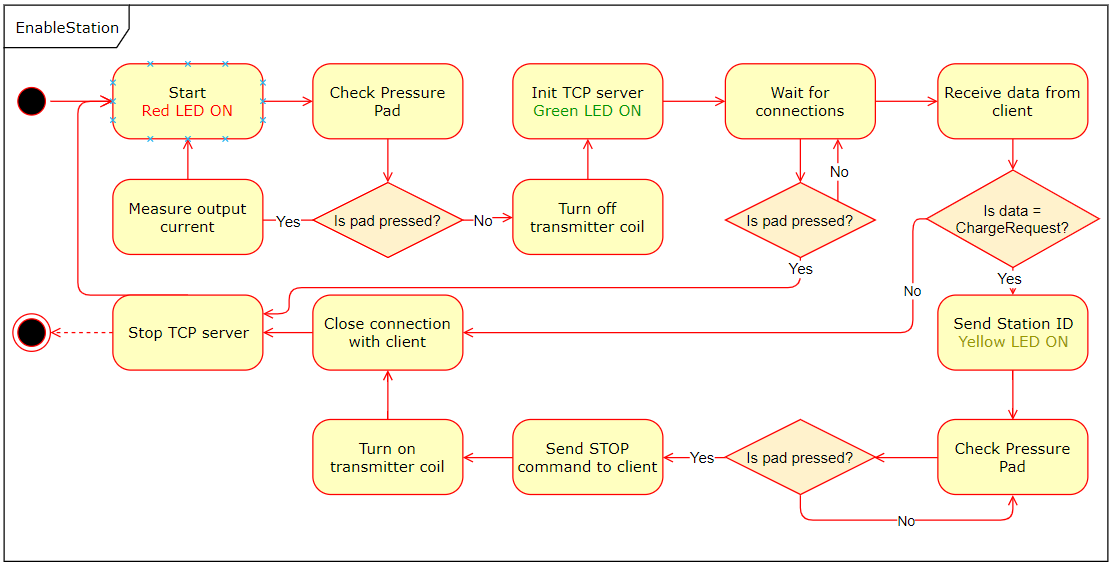 EnableStation
Start
Red LED ON
Check Pressure
Pad
Init TCP server
Green LED ON
Wait for
connections
Receive data from
client
Measure output
current
Yes
Is pad pressed?
No
Turn off
transmitter coil
Is pad pressed?
No
Is data =
ChargeRequest?
Yes
Yes
No
Stop TCP server
Close connection
with client
Send Station ID
Yellow LED ON
Turn on
transmitter coil
Send STOP
command to client
Yes
Is pad pressed?
Check Pressure
Pad
No